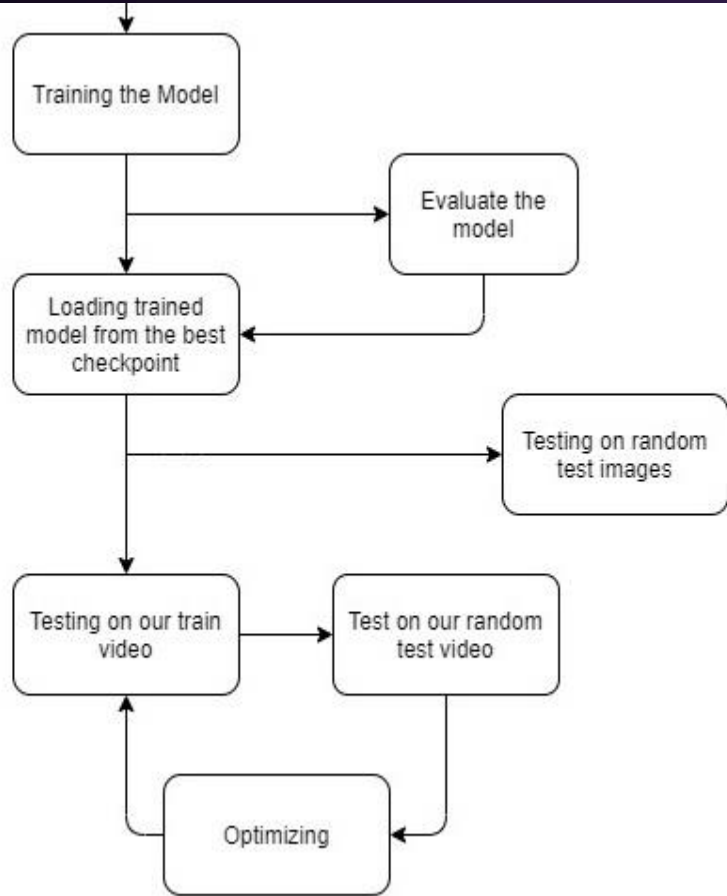 Training the Model
Evaluate the
model
Loading trained
model from the best
checkpoint
Testing on random
test images
Testing on our train
video
Test on our random
test video
Optimizing